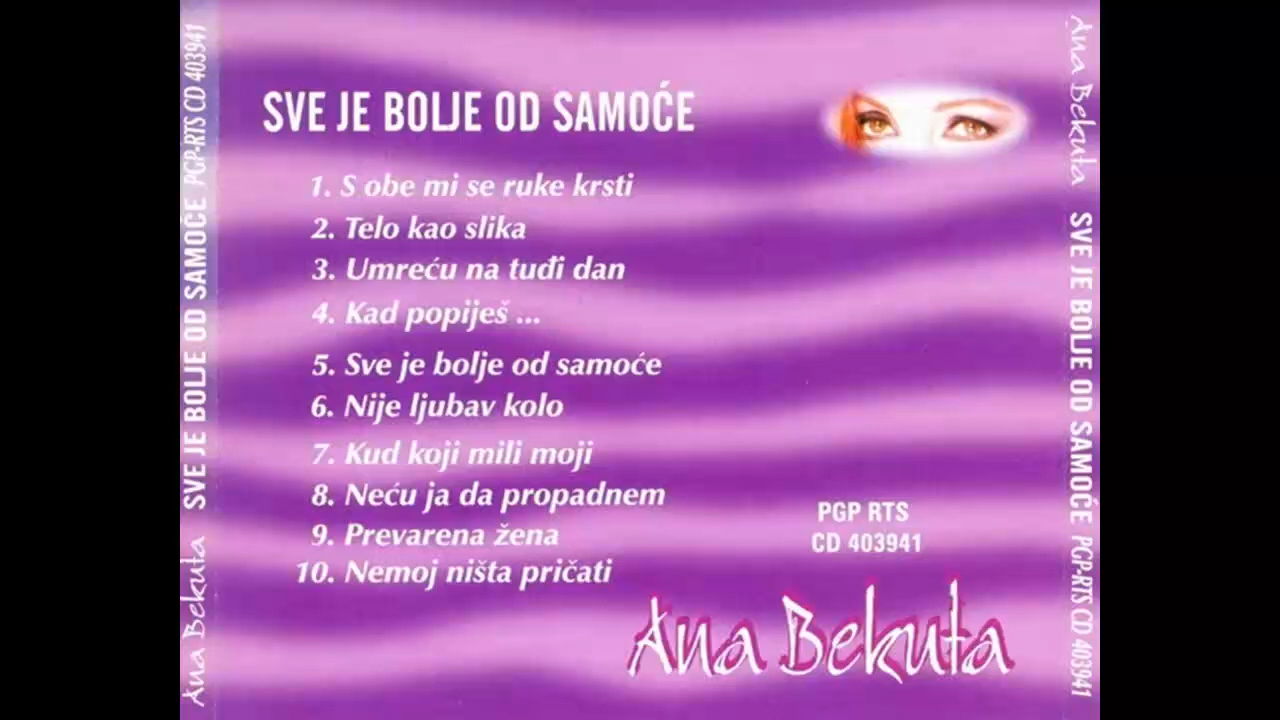 Ana Bekuta SVE JE BOLJE OD SAMOĆE PGP-RTS CD 403941
SVE JE BOLJE OD SAMOĆE
1. S obe mi se ruke krsti
2. Telo kao slika
3. Umreću na tuđi dan
4. Kad popiješ ...
5. Sve je bolje od samoće
6. Nije ljubav kolo
7. Kud koji mili moji
8. Neću ja da propadnem
9. Prevarena žena
10. Nemoj ništa pričati
PGP RTS
CD 403941
Ana Bekuta
Ana Bekuta SVE JE BOLJE OD SAMOĆE PGP-RTS CD 403941